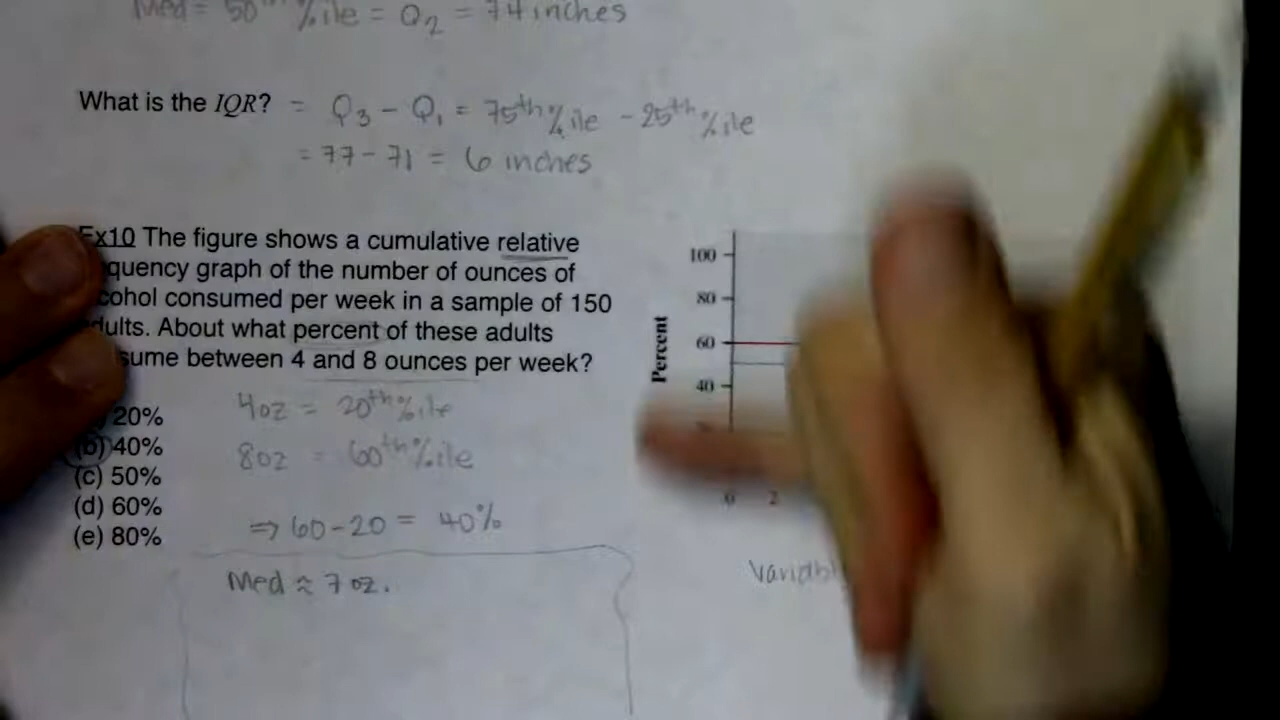 Med = 50th %ile = Q2 = 74 inches
What is the IQR? = Q3 - Q1 = 75th %ile - 25th %ile
= 77 - 71 = 6 inches
Ex10 The figure shows a cumulative relative
quency graph of the number of ounces of
cohol consumed per week in a sample of 150
dults. About what percent of these adults
sume between 4 and 8 ounces per week?
20%
(b) 40%
(c) 50%
(d) 60%
(e) 80%
4oz = 20th %ile
8oz = 60th %ile
⇒ 60 - 20 = 40%
Med ≈ 7 oz.
100
80
60
40
Percent
0 2
Variabl